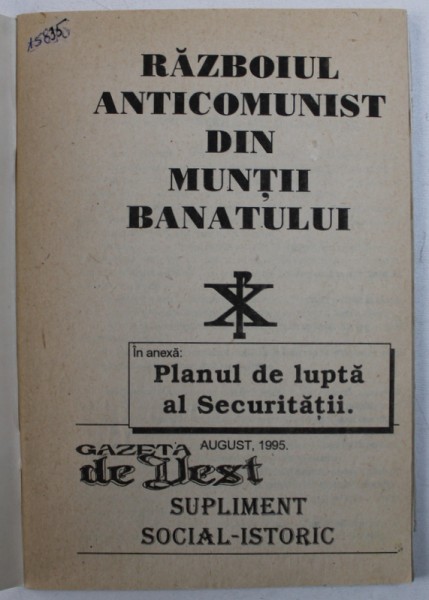 15835
RĂZBOIUL
ANTICOMUNIST
DIN
MUNȚII
BANATULUI
În anexă:
Planul de luptă
al Securității.
GAZETA AUGUST, 1995.
de Vest
SUPLIMENT
SOCIAL-ISTORIC